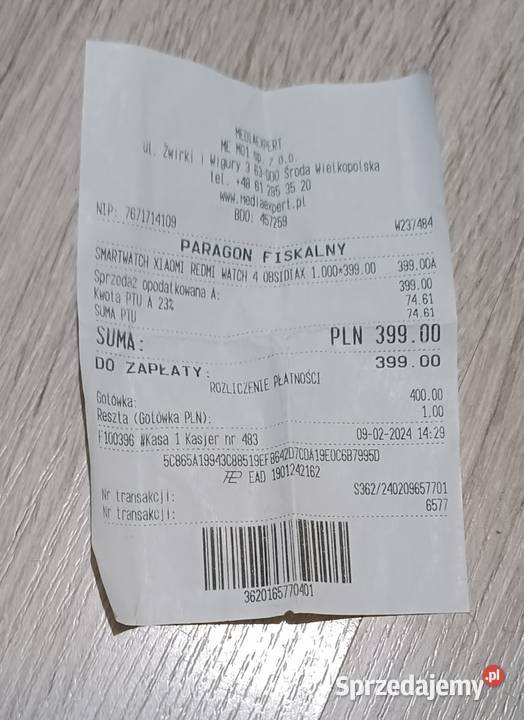 MEDIAEXPERT
ME M01 sp. z o.o.
ul. Żwirki i Wigury 3 63-000 Środa Wielkopolska
tel. +48 61 285 35 20
www.mediaexpert.pl
BDO: 457259
NIP: 7671714109 W237484
PARAGON FISKALNY
SMARTWATCH XIAOMI REDMI WATCH 4 OBSIDIAX 1.000*399.00 399.00A
Sprzedaż opodatkowana A: 399.00
Kwota PTU A 23% 74.61
SUMA PTU 74.61
SUMA: PLN 399.00
DO ZAPŁATY: 399.00
ROZLICZENIE PŁATNOŚCI
Gotówka: 400.00
Reszta (Gotówka PLN): 1.00
F100396 #Kasa 1 Kasjer nr 483 09-02-2024 14:29
5C865A19943C88519EF8642D7CDA19E0C6B7995D
EAD 1901242162
Nr transakcji: S362/240209657701
Nr transakcji: 6577
3620165770401
Sprzedajemy.pl